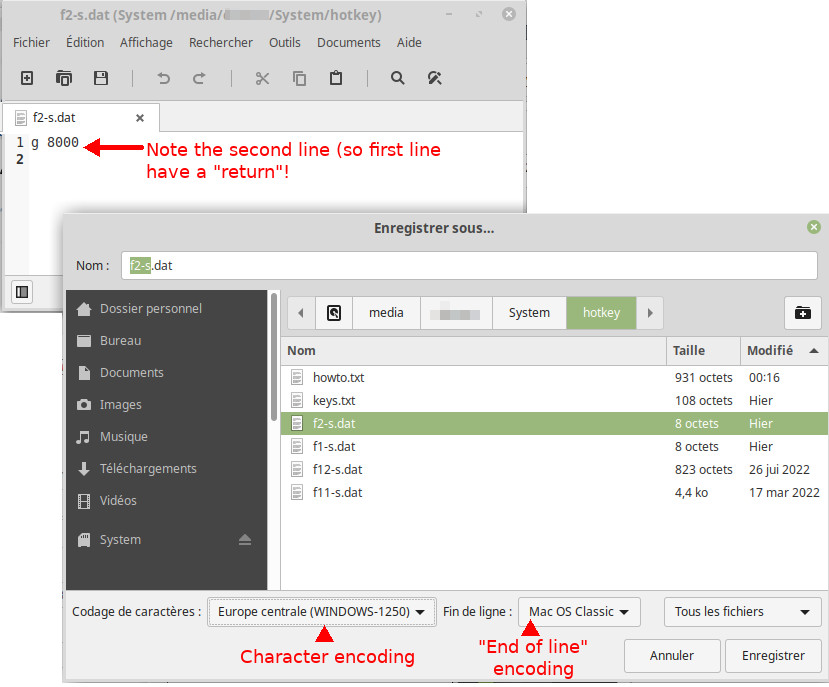 f2-s.dat (System /media/ /System/hotkey)
Fichier Édition Affichage Rechercher Outils Documents Aide
f2-s.dat
1 g 8000
2
Note the second line (so first line
have a "return"!
Enregistrer sous...
Nom : f2-s.dat
Dossier personnel
Bureau
Documents
Images
Musique
Téléchargements
Vidéos
System
media System hotkey
Nom Taille Modifié
howto.txt 931 octets 00:16
keys.txt 108 octets Hier
f2-s.dat 8 octets Hier
f1-s.dat 8 octets Hier
f12-s.dat 823 octets 26 jui 2022
f11-s.dat 4,4 ko 17 mar 2022
Codage de caractères : Europe centrale (WINDOWS-1250) Fin de ligne : Mac OS Classic Tous les fichiers
Character encoding
"End of line"
encoding
Annuler Enregistrer